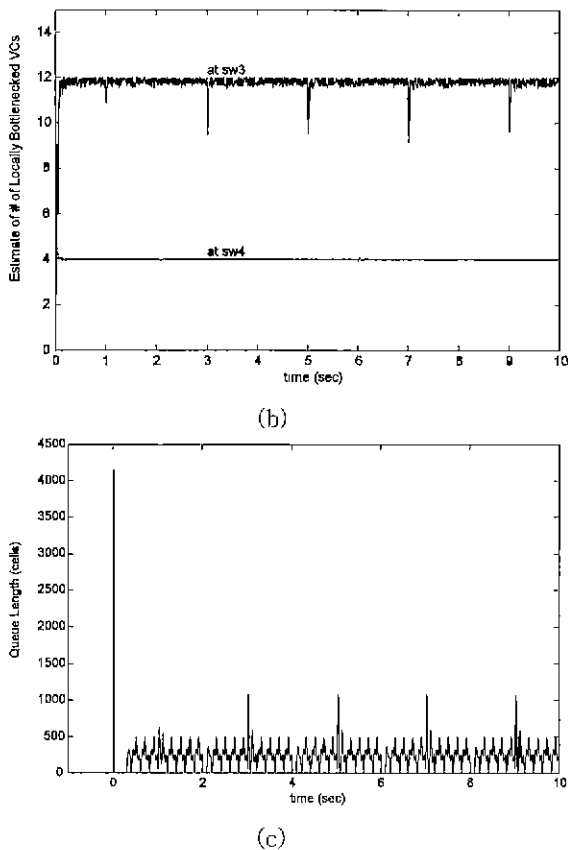 15
14
12
10
8
6
4
2
0
Estimate of # of Locally Bottlenecked VCs
at sw3
at sw4
0 1 2 3 4 5 6 7 8 9 10
time (sec)
(b)
4500
4000
3500
3000
2500
2000
1500
1000
500
0
Queue Length (cells)
0 2 4 6 8 10
time (sec)
(c)